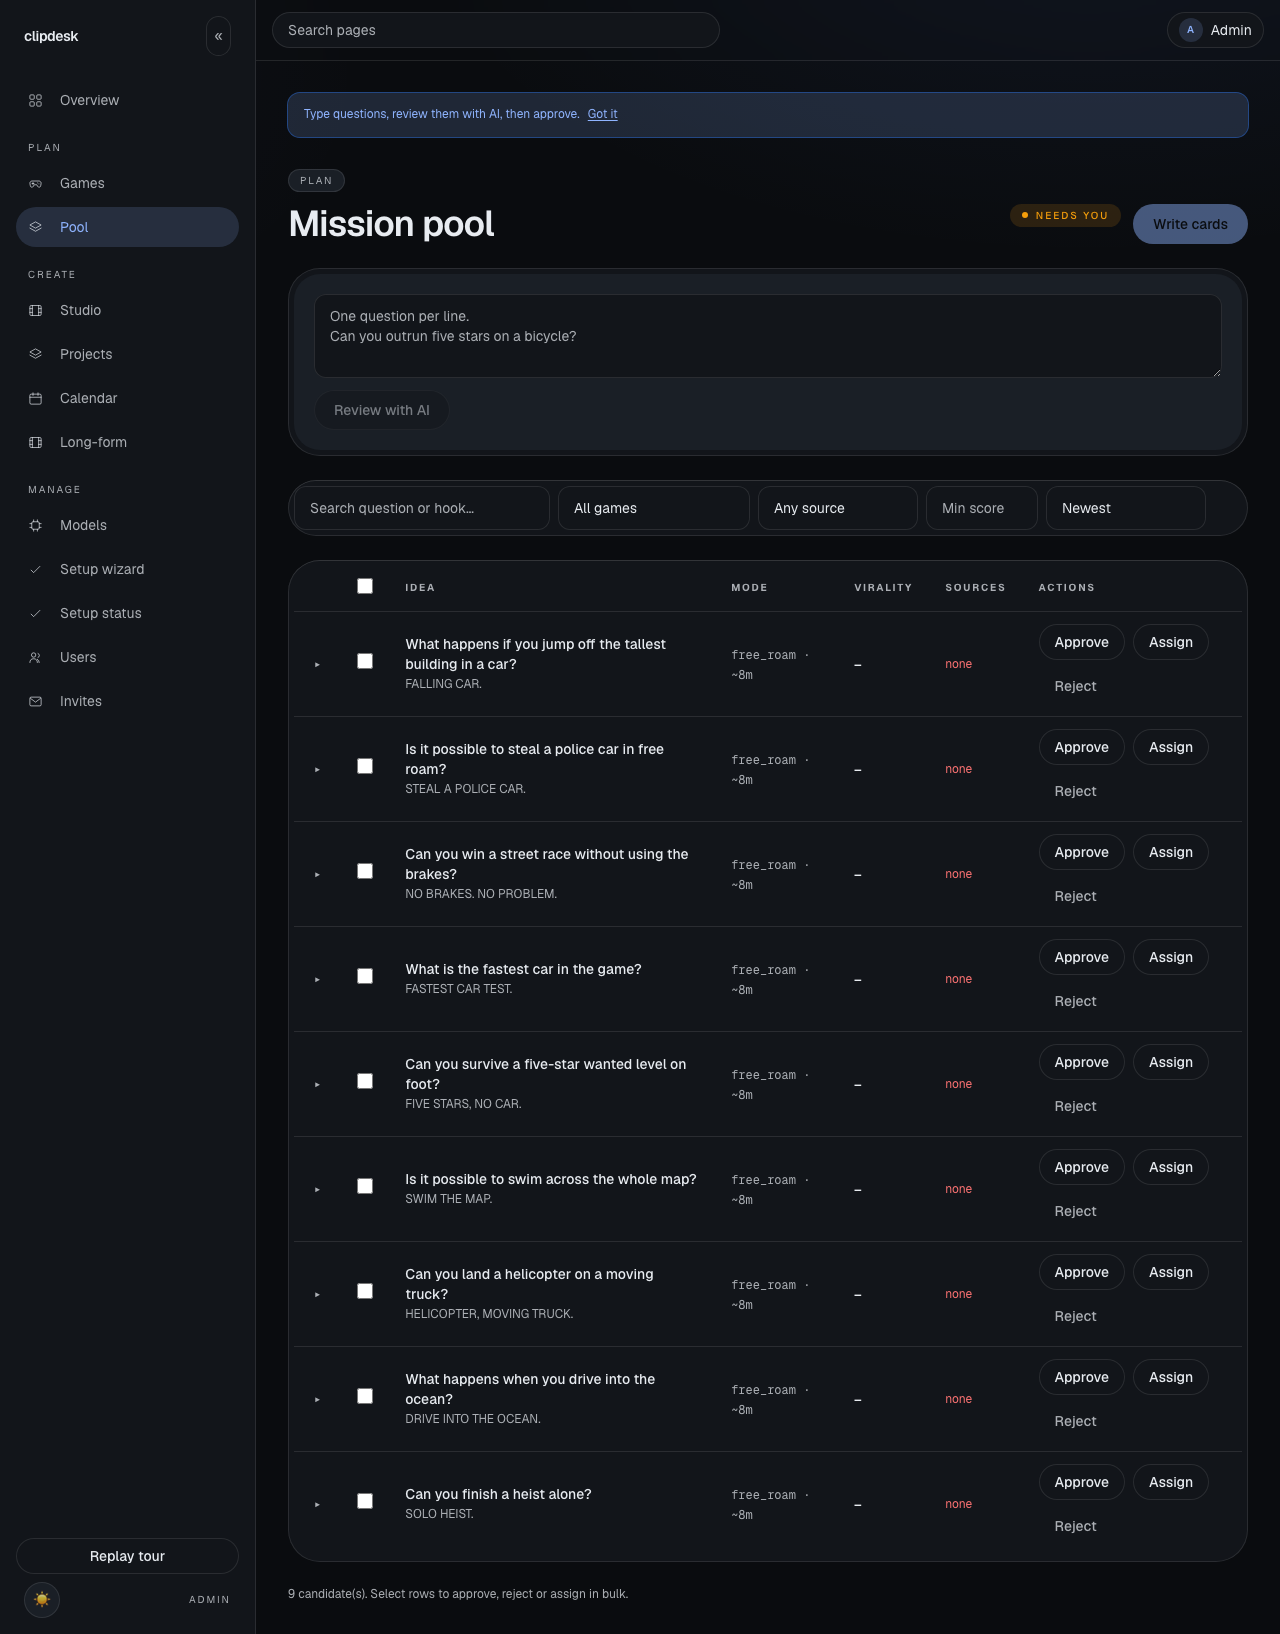 clipdesk
«
Search pages
A
Admin
Overview
PLAN
Games
Pool
CREATE
Studio
Projects
Calendar
Long-form
MANAGE
Models
Setup wizard
Setup status
Users
Invites
Replay tour
ADMIN
Type questions, review them with AI, then approve. Got it
PLAN
Mission pool
NEEDS YOU
Write cards
One question per line.
Can you outrun five stars on a bicycle?
Review with AI
Search question or hook...
All games
Any source
Min score
Newest
IDEA MODE VIRALITY SOURCES ACTIONS
What happens if you jump off the tallest
building in a car?
FALLING CAR.
free_roam ·
~8m
–
none
Approve
Assign
Reject
Is it possible to steal a police car in free
roam?
STEAL A POLICE CAR.
free_roam ·
~8m
–
none
Approve
Assign
Reject
Can you win a street race without using the
brakes?
NO BRAKES. NO PROBLEM.
free_roam ·
~8m
–
none
Approve
Assign
Reject
What is the fastest car in the game?
FASTEST CAR TEST.
free_roam ·
~8m
–
none
Approve
Assign
Reject
Can you survive a five-star wanted level on
foot?
FIVE STARS, NO CAR.
free_roam ·
~8m
–
none
Approve
Assign
Reject
Is it possible to swim across the whole map?
SWIM THE MAP.
free_roam ·
~8m
–
none
Approve
Assign
Reject
Can you land a helicopter on a moving
truck?
HELICOPTER, MOVING TRUCK.
free_roam ·
~8m
–
none
Approve
Assign
Reject
What happens when you drive into the
ocean?
DRIVE INTO THE OCEAN.
free_roam ·
~8m
–
none
Approve
Assign
Reject
Can you finish a heist alone?
SOLO HEIST.
free_roam ·
~8m
–
none
Approve
Assign
Reject
9 candidate(s). Select rows to approve, reject or assign in bulk.